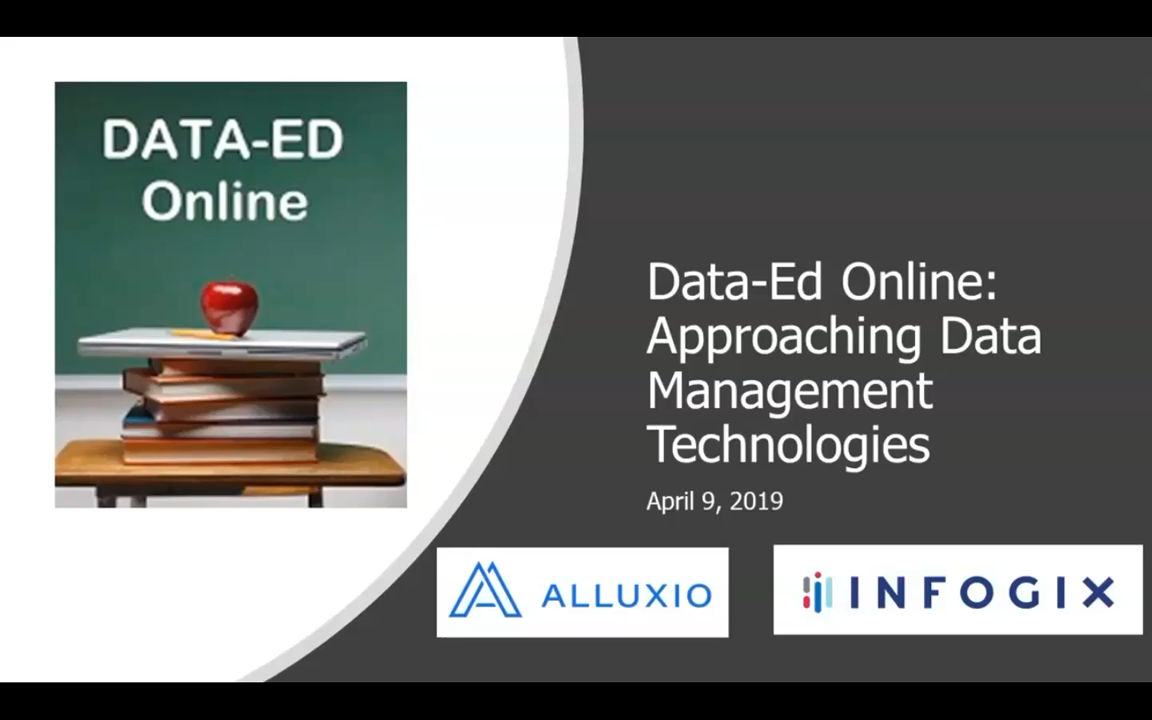 DATA-ED
Online
Data-Ed Online:
Approaching Data
Management
Technologies
April 9, 2019
ALLUXIO
INFOGIX